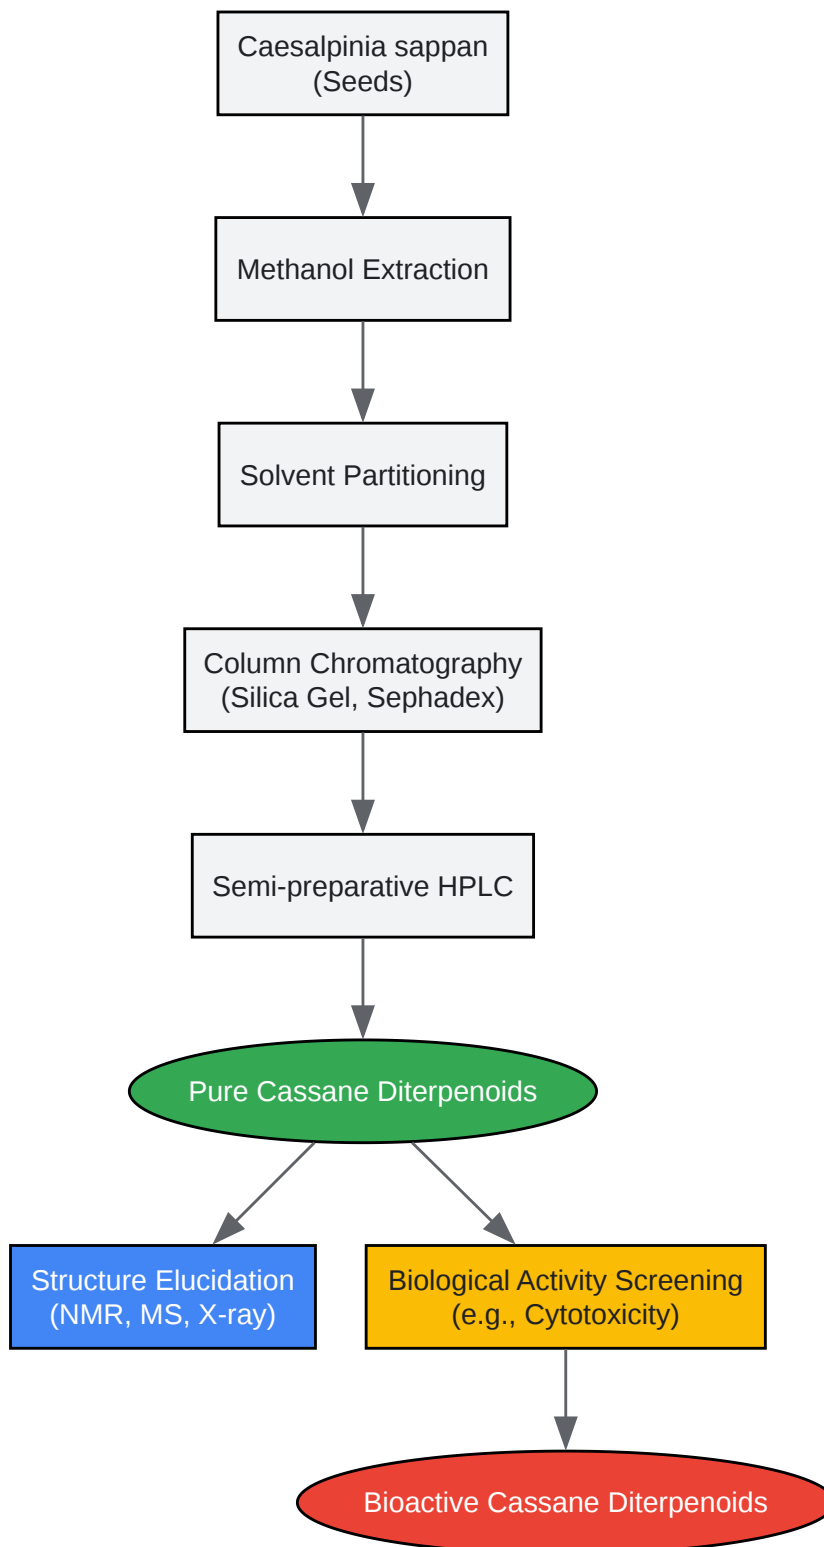 Caesalpinia sappan
(Seeds)
Methanol Extraction
Solvent Partitioning
Column Chromatography
(Silica Gel, Sephadex)
Semi-preparative HPLC
Pure Cassane Diterpenoids
Structure Elucidation
(NMR, MS, X-ray)
Biological Activity Screening
(e.g., Cytotoxicity)
Bioactive Cassane Diterpenoids